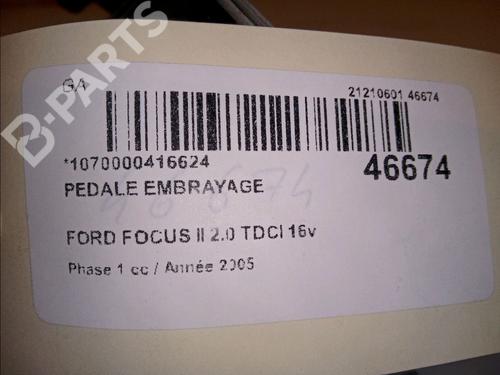 GA
21210601 46674
*1070000416624
46674
PEDALE EMBRAYAGE
46674
FORD FOCUS II 2.0 TDCI 16v
Phase 1 cc / Année 2005
B-PARTS